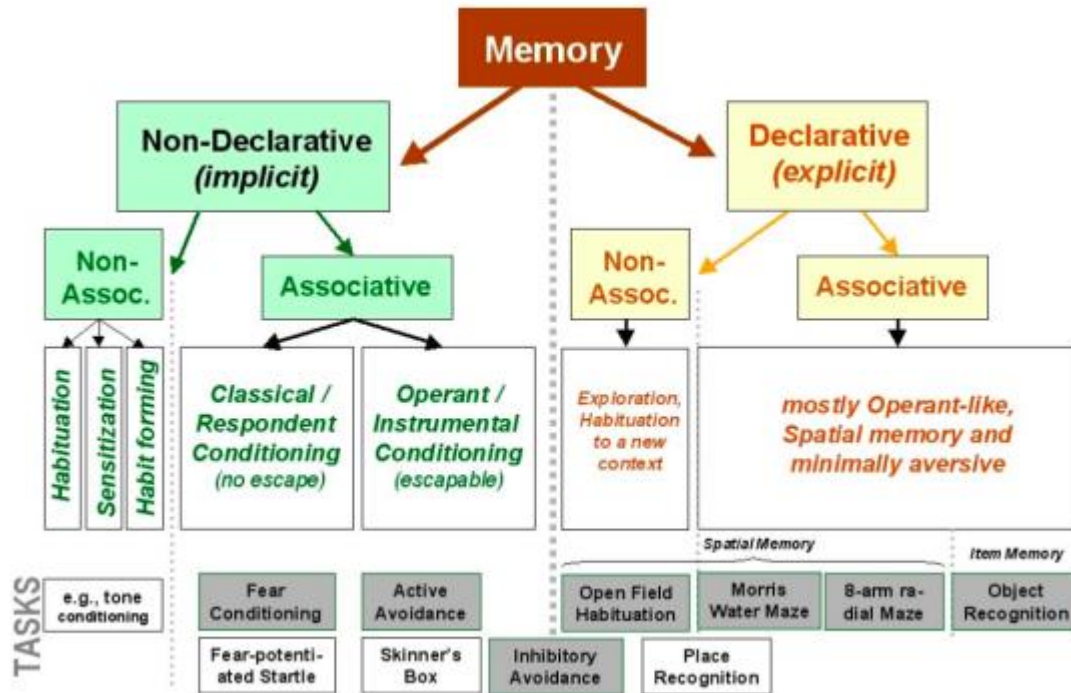 Memory
Non-Declarative
(implicit)
Declarative
(explicit)
Non-
Assoc.
Associative
Non-
Assoc.
Associative
Habituation
Sensitization
Habit forming
Classical /
Respondent
Conditioning
(no escape)
Operant /
Instrumental
Conditioning
(escapable)
Exploration,
Habituation
to a new
context
mostly Operant-like,
Spatial memory and
minimally aversive
Spatial Memory
Item Memory
TASKS
e.g., tone
conditioning
Fear
Conditioning
Active
Avoidance
Open Field
Habituation
Morris
Water Maze
8-arm ra-
dial Maze
Object
Recognition
Fear-potenti-
ated Startle
Skinner's
Box
Inhibitory
Avoidance
Place
Recognition